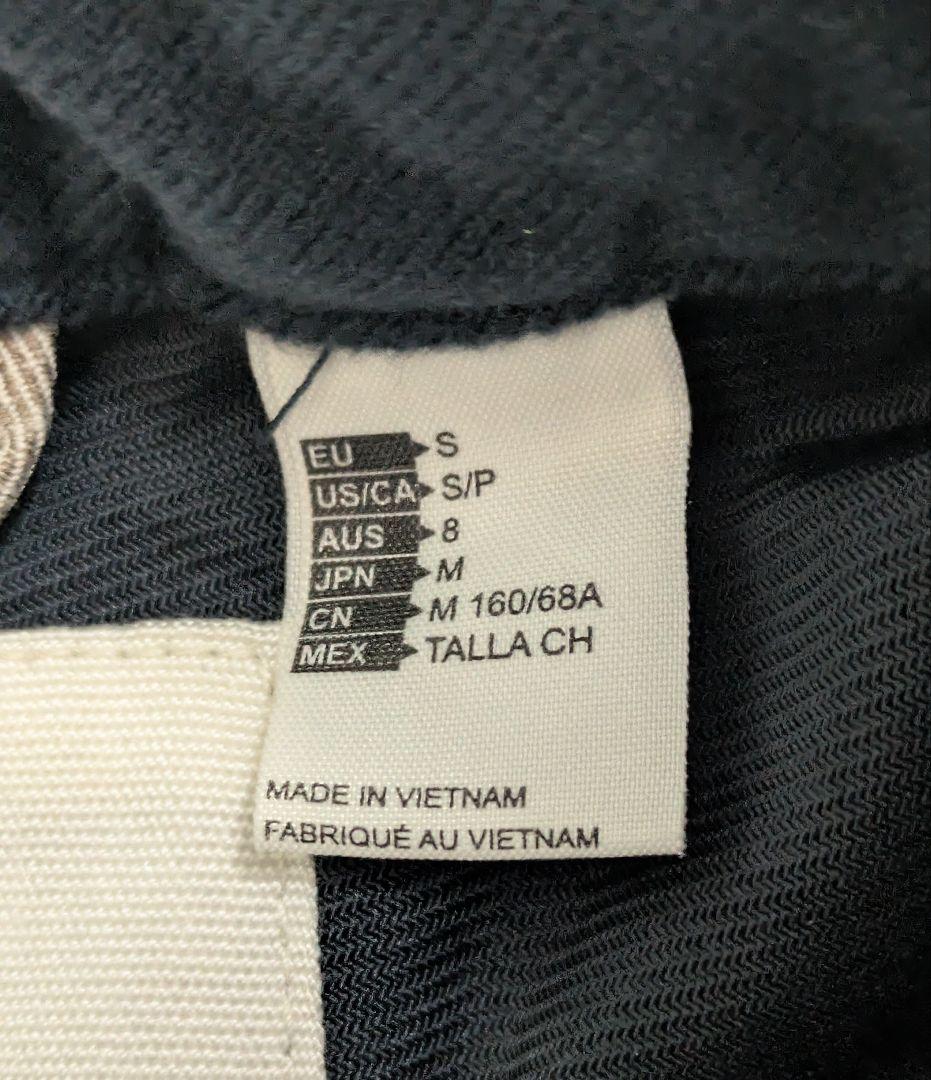 EU S
US/CA S/P
AUS 8
JPN M
CN M 160/68A
MEX TALLA CH
MADE IN VIETNAM
FABRIQUÉ AU VIETNAM